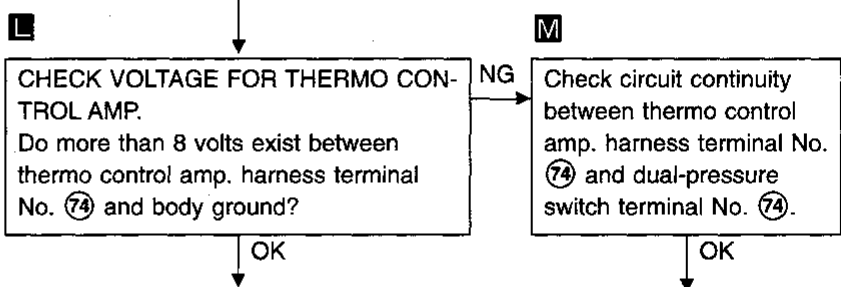 L
CHECK VOLTAGE FOR THERMO CON-
TROL AMP.
Do more than 8 volts exist between
thermo control amp. harness terminal
No. 74 and body ground?
NG
OK
M
Check circuit continuity
between thermo control
amp. harness terminal No.
74 and dual-pressure
switch terminal No. 74.
OK